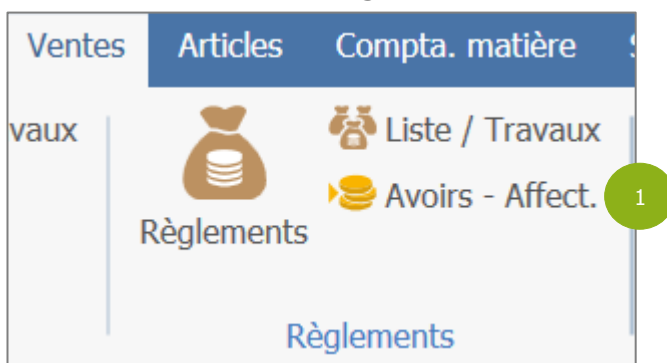 Ventes Articles Compta. matière
vaux
Liste / Travaux
Avoirs - Affect. 1
Règlements
Règlements